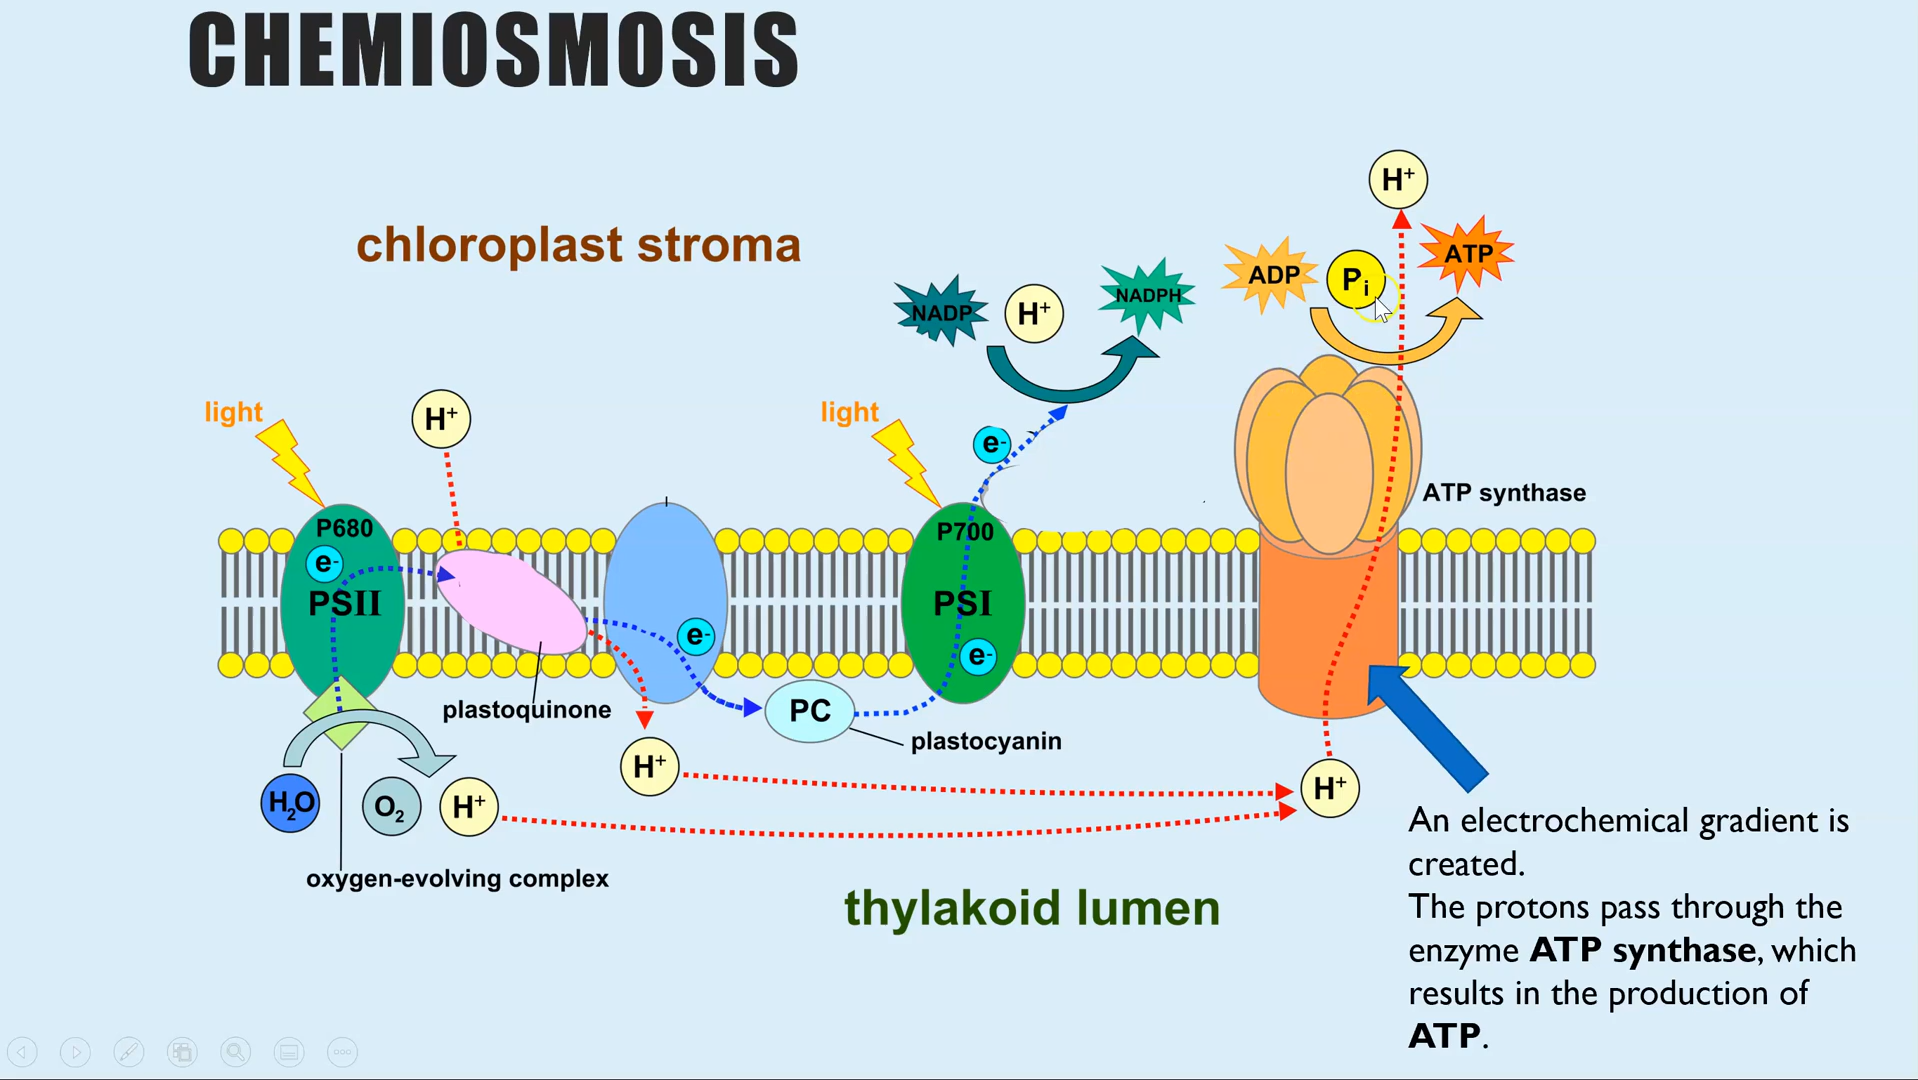 CHEMIOSMOSIS
chloroplast stroma
H⁺
ADP
Pᵢ
ATP
NADP
H⁺
NADPH
light
H⁺
light
e⁻
ATP synthase
P680
e⁻
PSII
P700
PSI
e⁻
e⁻
plastoquinone
PC
plastocyanin
H⁺
H⁺
H₂O
O₂
H⁺
oxygen-evolving complex
thylakoid lumen
An electrochemical gradient is
created.
The protons pass through the
enzyme ATP synthase, which
results in the production of
ATP.